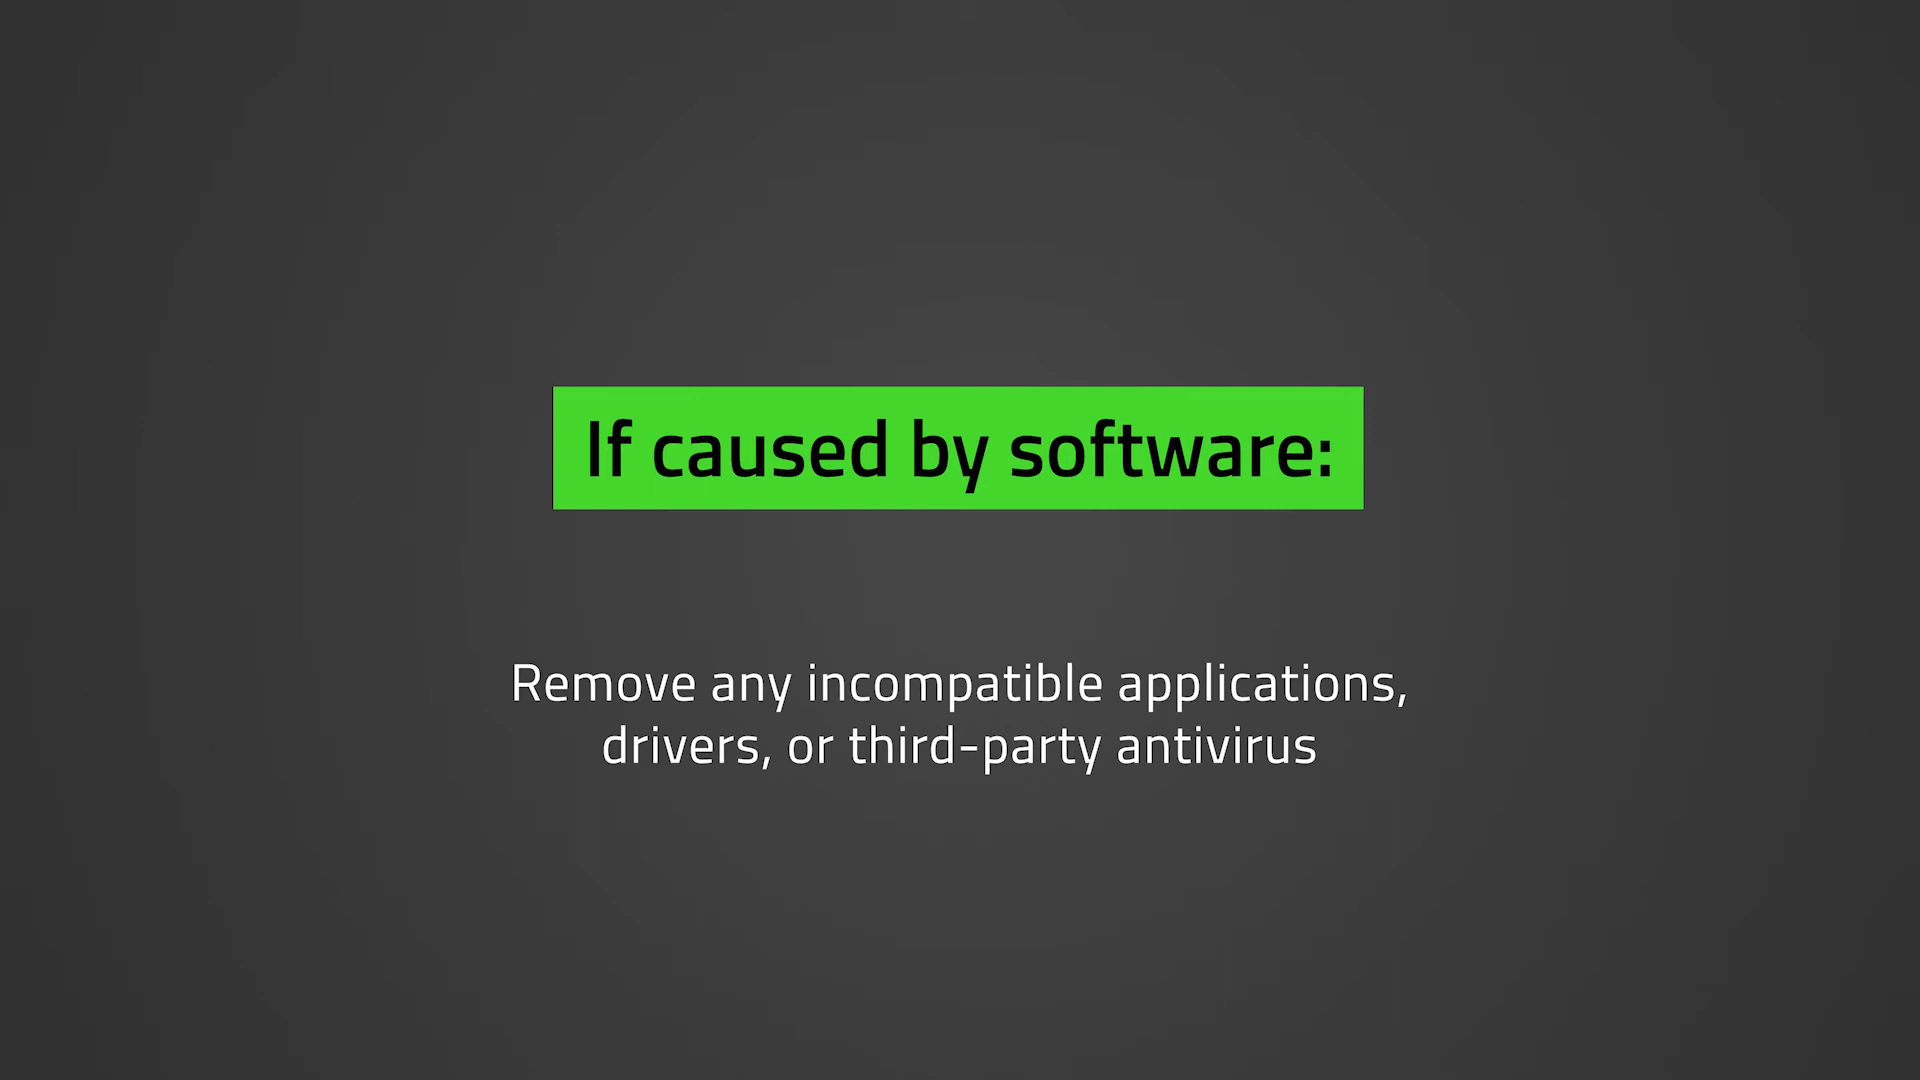 If caused by software:
Remove any incompatible applications,
drivers, or third-party antivirus